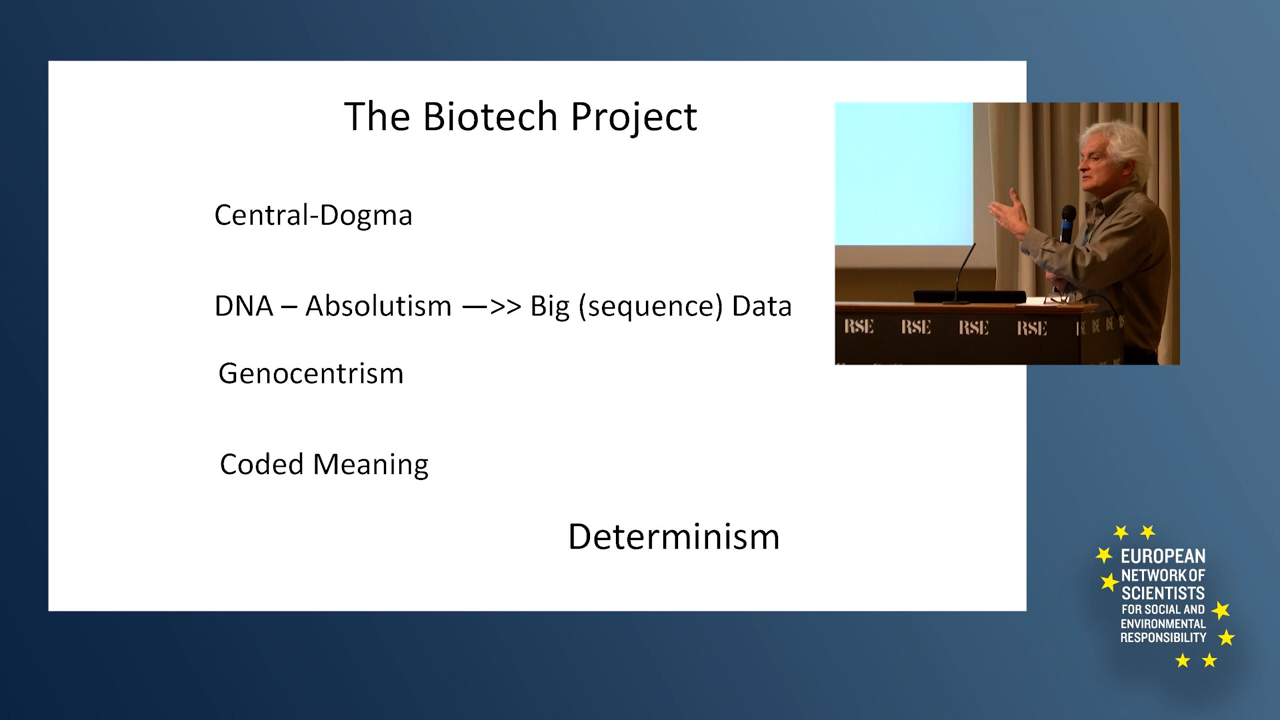 The Biotech Project
Central-Dogma
DNA – Absolutism —>> Big (sequence) Data
Genocentrism
Coded Meaning
Determinism
RSE RSE RSE RSE
EUROPEAN
NETWORK OF
SCIENTISTS
FOR SOCIAL AND
ENVIRONMENTAL
RESPONSIBILITY